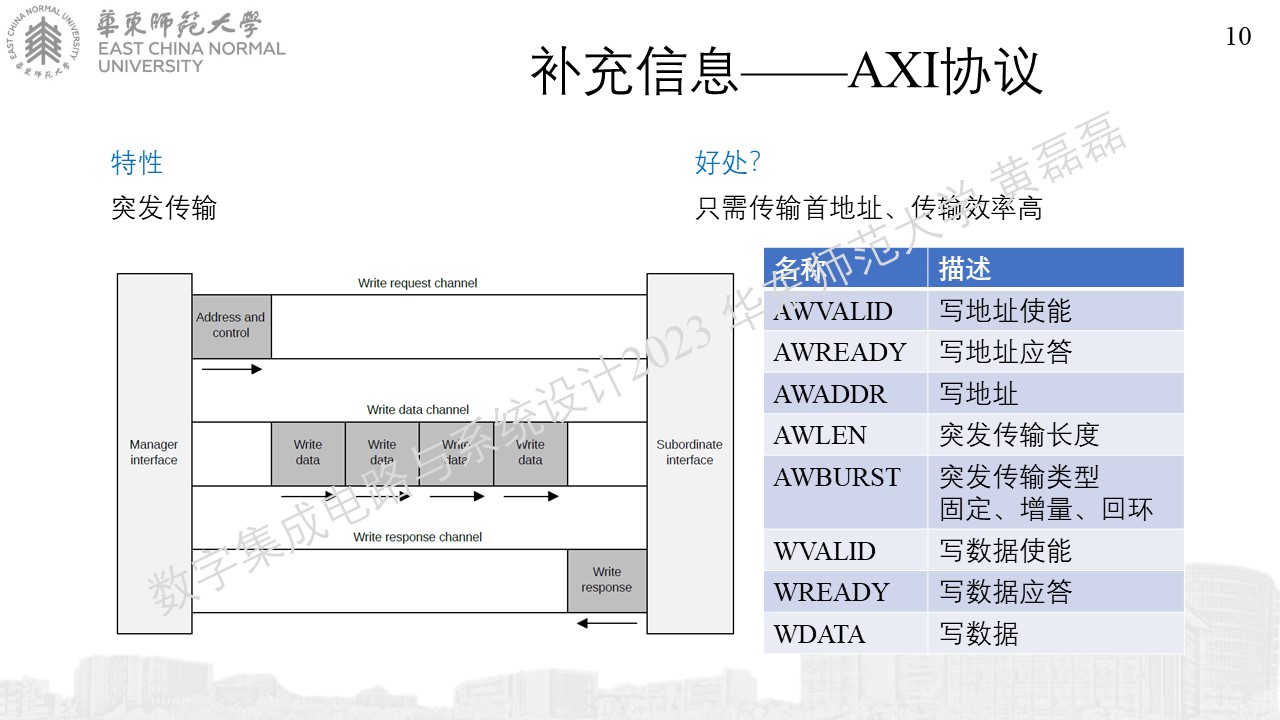 EAST CHINA NORMAL UNIVERSITY
華東師范大學
華東師范大學
EAST CHINA NORMAL
UNIVERSITY
10
补充信息——AXI协议
特性
突发传输
好处?
只需传输首地址、传输效率高
Write request channel
Address and
control
Write data channel
Manager
interface
Write
data
Write
data
Write
data
Write
data
Subordinate
interface
Write response channel
Write
response
名称 描述
AWVALID 写地址使能
AWREADY 写地址应答
AWADDR 写地址
AWLEN 突发传输长度
AWBURST 突发传输类型
固定、增量、回环
WVALID 写数据使能
WREADY 写数据应答
WDATA 写数据
数字集成电路与系统设计2023 华东师范大学 黄磊磊